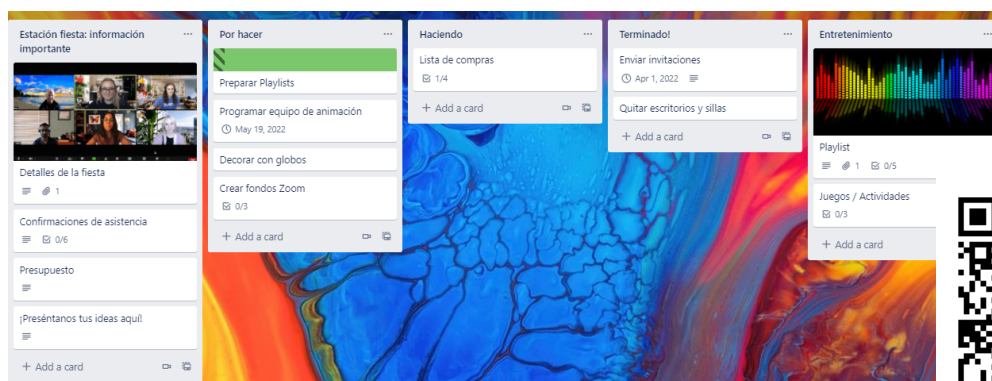 Estación fiesta: información
importante
Detalles de la fiesta
1
Confirmaciones de asistencia
0/6
Presupuesto
¡Preséntanos tus ideas aquí!
+ Add a card
Por hacer
Preparar Playlists
Programar equipo de animación
May 19, 2022
Decorar con globos
Crear fondos Zoom
0/3
+ Add a card
Haciendo
Lista de compras
1/4
+ Add a card
Terminado!
Enviar invitaciones
Apr 1, 2022
Quitar escritorios y sillas
+ Add a card
Entretenimiento
Playlist
1 0/5
Juegos / Actividades
0/3
+ Add a card